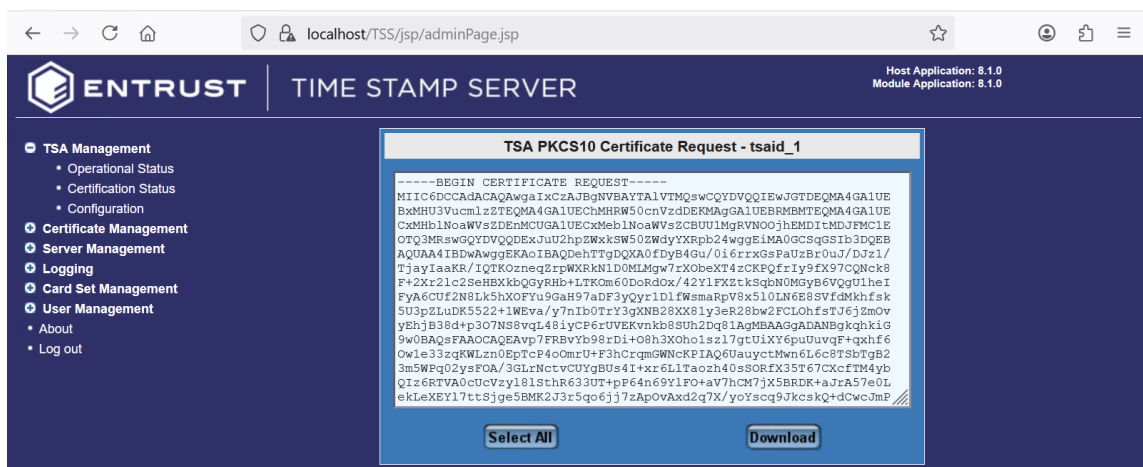 localhost/TSS/jsp/adminPage.jsp
ENTRUST
TIME STAMP SERVER
Host Application: 8.1.0
Module Application: 8.1.0
TSA Management
Operational Status
Certification Status
Configuration
Certificate Management
Server Management
Logging
Card Set Management
User Management
About
Log out
TSA PKCS10 Certificate Request - tsaid_1
-----BEGIN CERTIFICATE REQUEST-----
MIIC6DCCAdACAQAwgaIxCzAJBgNVBAYTAlVTMQswCQYDVQQIEwJGTDEQMA4GA1UE
BxMHU3VucmlzZTEQMA4GA1UEChMHRW50cnVzdDEKMAgGA1UEBRMBMTEQMA4GA1UE
CxMHblNoaWVsZDEnMCUGA1UECxMeblNoaWVsZCBUU1MgRVNOOjhEMDItMDJFMC1E
OTQ3MRswGQYDVQQDExJuU2hpZWxkSW50ZWdyYXRpb24wggEiMA0GCSqGSIb3DQEB
AQUAA4IBDwAwggEKAoIBAQDehTTgDQXA0fDyB4Gu/0i6rrxGsPaUzBr0uJ/DJz1/
TjayIaaKR/IQTKOzneqZrpWXRkN1D0MLMgw7rXObeXT4zCKPQfrIy9fX97CQNck8
F+2Xr2lc2SeHBXkbQGyRHb+LTKOm60DoRdOx/42YlFXZtkSqbN0MGyB6VQgU1heI
FyA6CUf2N8Lk5hXOFYu9GaH97aDF3yQyr1DlfWsmaRpV8x5l0LN6E8SVfdMkhfsk
5U3pZLuDK5522+1WEva/y7nIb0TrY3gXNB28XX81y3eR28bw2FCLOhfsTJ6jZmOv
yEhjB38d+p3O7NS8vqL48iyCP6rUVEKvnkb8SUh2Dq81AgMBAAGgADANBgkqhkiG
9w0BAQsFAAOCAQEAvp7FRBvYb98rDi+O8h3XOho1szl7gtUiXY6puUuvqF+qxhf6
Ow1e33zqKWLzn0EpTcP4oOmrU+F3hCrqmGWNcKPIAQ6UauyctMwn6L6c8TSbTgB2
3m5WPq02ysFOA/3GLrNctvCUYgBUs4I+xr6LlTaozh40sSORfX35T67CXcfTM4yb
QIz6RTVA0cUcVzyl8lSthR633UT+pP64n69YlFO+aV7hCM7jX5BRDK+aJrA57e0L
ekLeXEYl7ttSjge5BMK2J3r5qo6jj7zApOvAxd2q7X/yoYscq9JkcskQ+dCwcJmP
Select All
Download